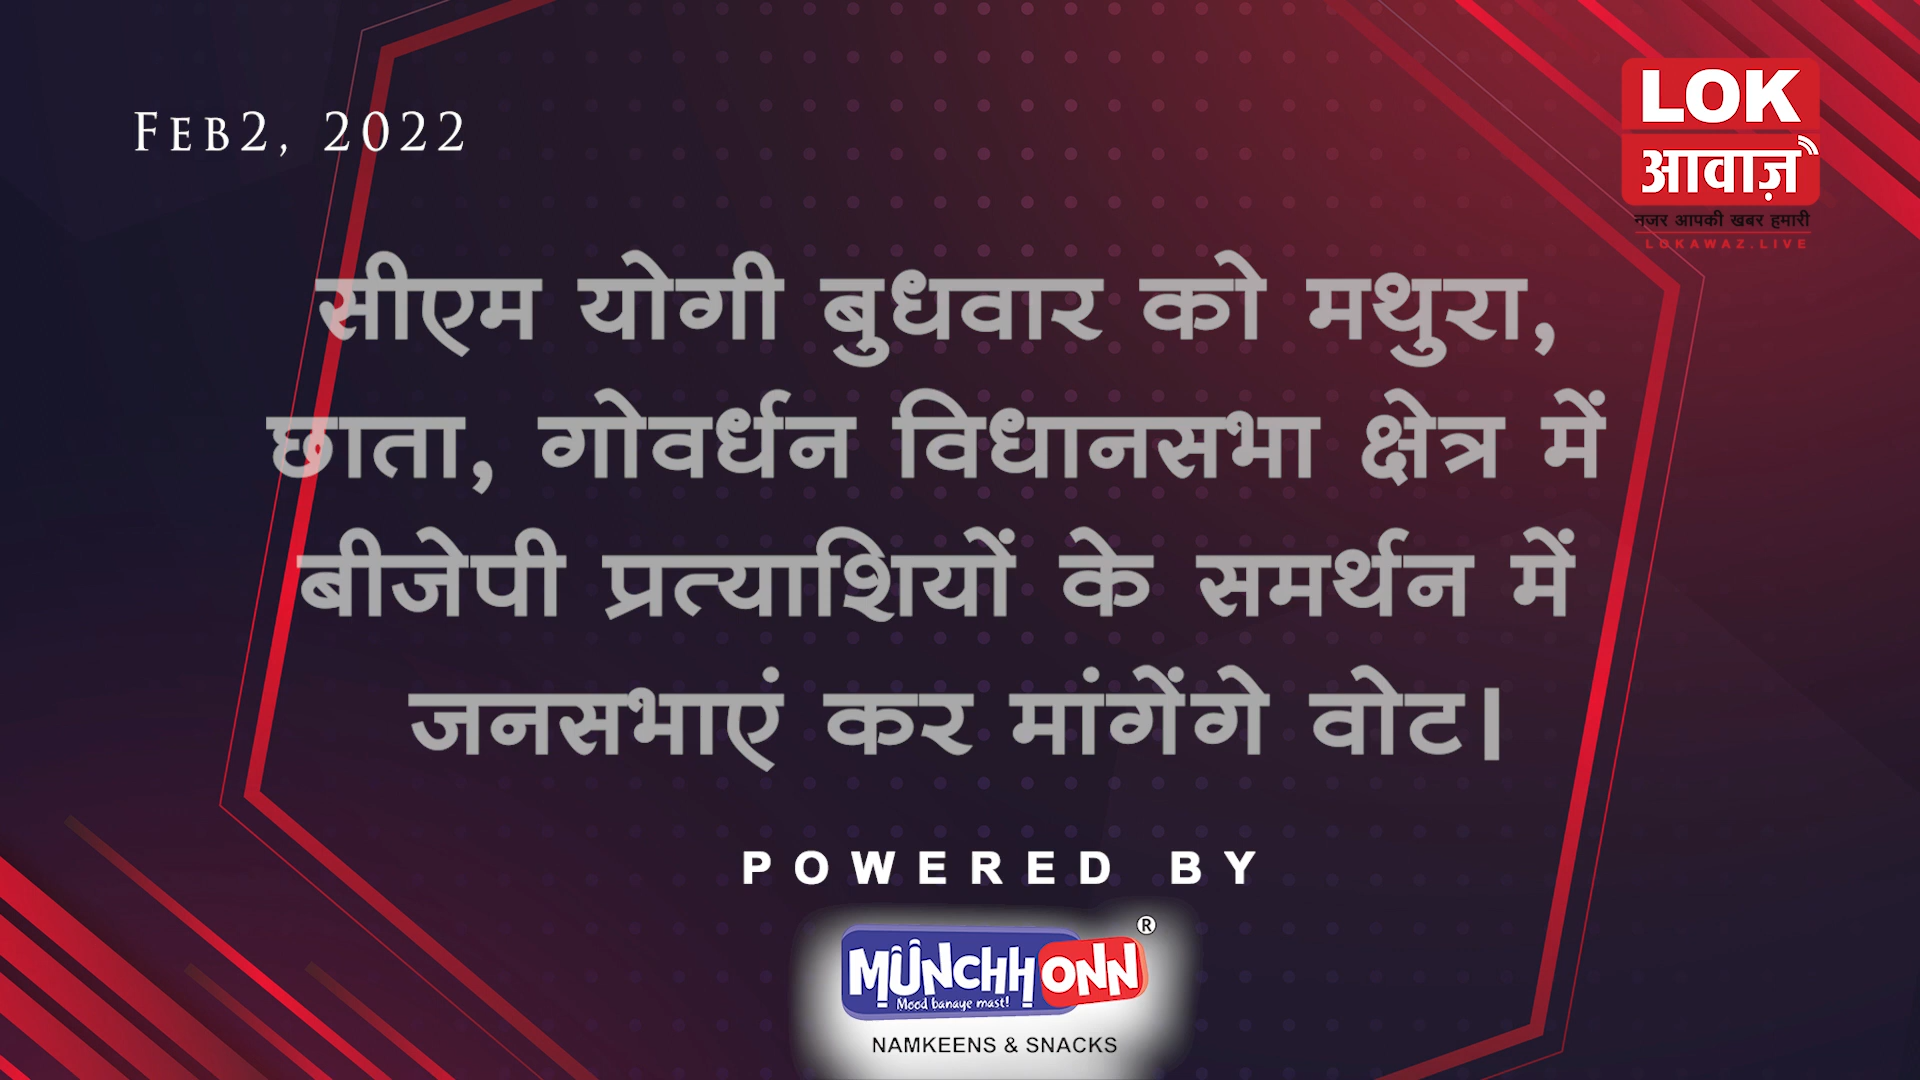 FEB2, 2022
LOK
आवाज़
नजर आपकी खबर हमारी
LOKAWAZ.LIVE
सीएम योगी बुधवार को मथुरा,
छाता, गोवर्धन विधानसभा क्षेत्र में
बीजेपी प्रत्याशियों के समर्थन में
जनसभाएं कर मांगेंगे वोट।
POWERED BY
MUNCHHONN®
Mood banaye mast!
NAMKEENS & SNACKS